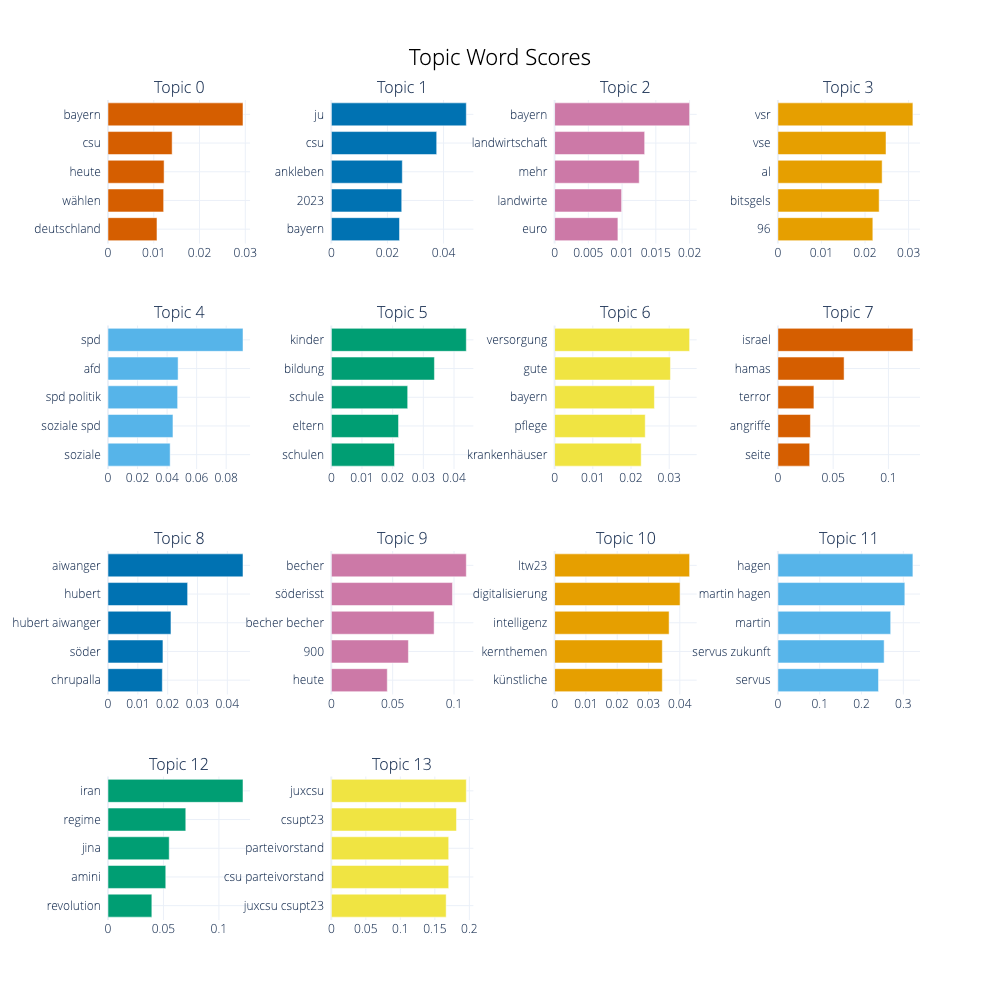 Topic Word Scores
Topic 0
bayern
csu
heute
wählen
deutschland
0 0.01 0.02 0.03
Topic 1
ju
csu
ankleben
2023
bayern
0 0.02 0.04
Topic 2
bayern
landwirtschaft
mehr
landwirte
euro
0 0.005 0.01 0.015 0.02
Topic 3
vsr
vse
al
bitsgels
96
0 0.01 0.02 0.03
Topic 4
spd
afd
spd politik
soziale spd
soziale
0 0.02 0.04 0.06 0.08
Topic 5
kinder
bildung
schule
eltern
schulen
0 0.01 0.02 0.03 0.04
Topic 6
versorgung
gute
bayern
pflege
krankenhäuser
0 0.01 0.02 0.03
Topic 7
israel
hamas
terror
angriffe
seite
0 0.05 0.1
Topic 8
aiwanger
hubert
hubert aiwanger
söder
chrupalla
0 0.01 0.02 0.03 0.04
Topic 9
becher
söderisst
becher becher
900
heute
0 0.05 0.1
Topic 10
ltw23
digitalisierung
intelligenz
kernthemen
künstliche
0 0.01 0.02 0.03 0.04
Topic 11
hagen
martin hagen
martin
servus zukunft
servus
0 0.1 0.2 0.3
Topic 12
iran
regime
jina
amini
revolution
0 0.05 0.1
Topic 13
juxcsu
csupt23
parteivorstand
csu parteivorstand
juxcsu csupt23
0 0.05 0.1 0.15 0.2